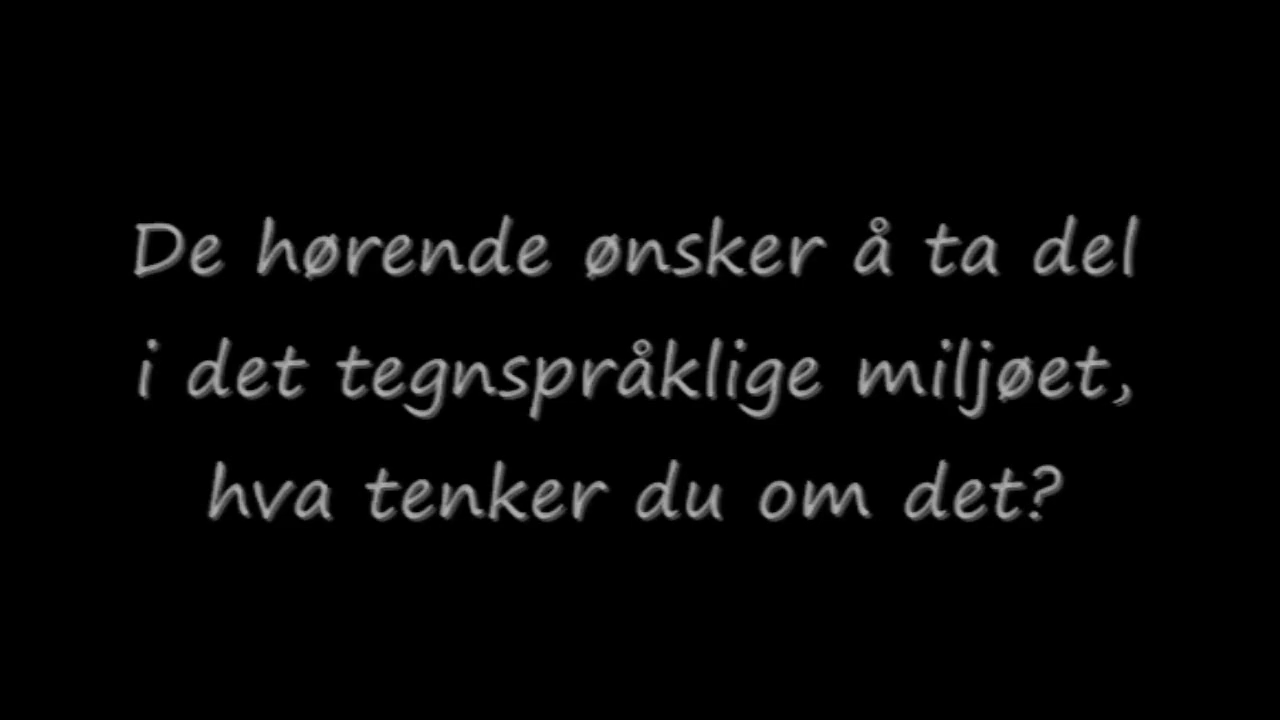 De hørende ønsker å ta del
i det tegnspråklige miljøet,
hva tenker du om det?